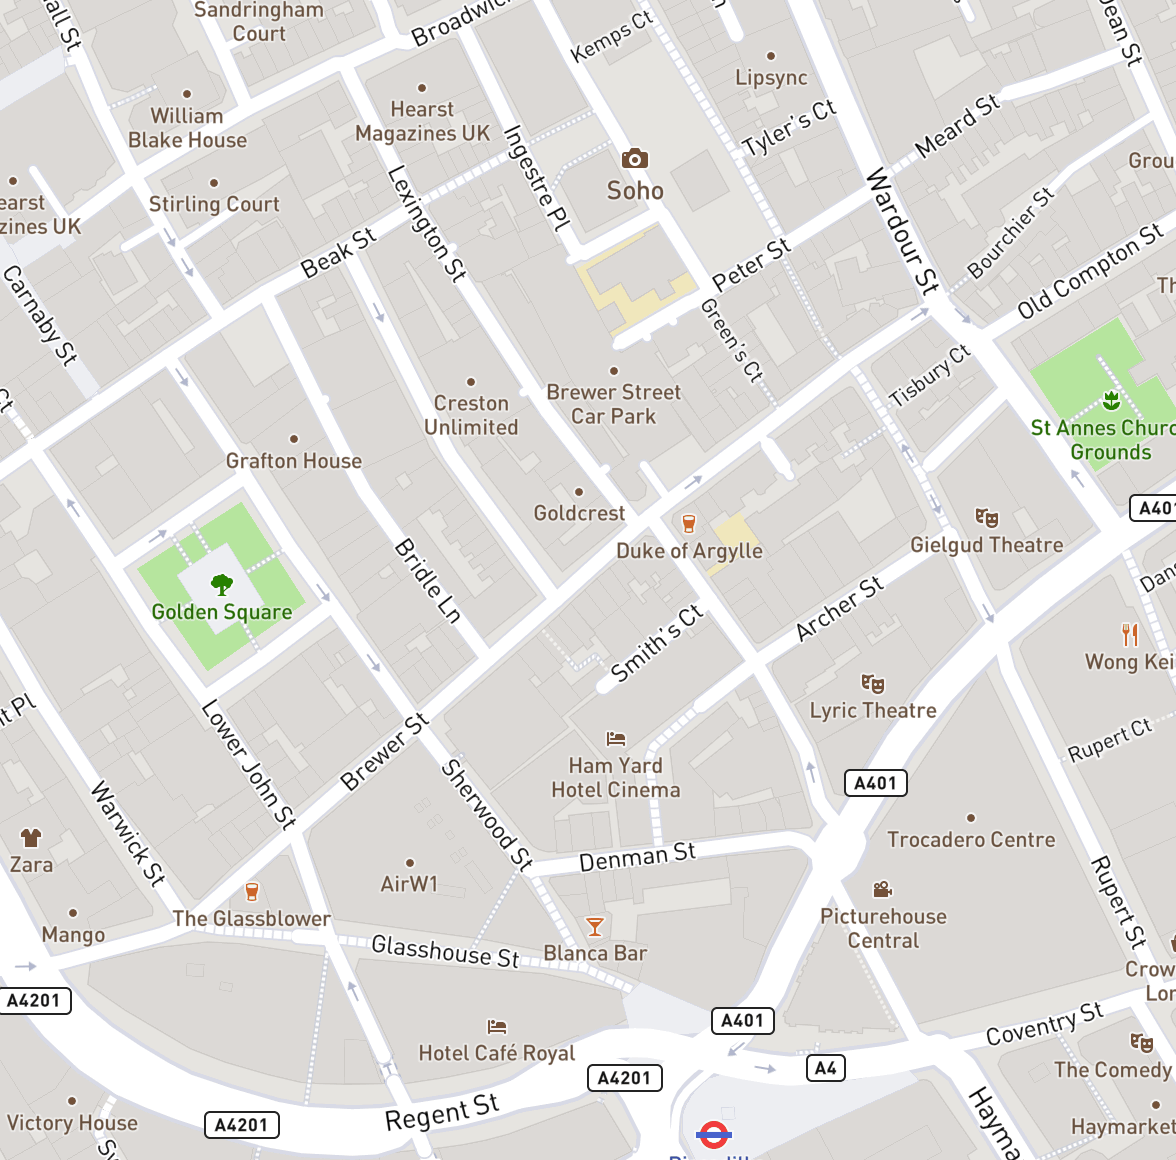 Sandringham
Court
Broadwick
Kemps Ct
Dean St
William
Blake House
Hearst
Magazines UK
Lipsync
Tyler's Ct
Meard St
Ingestre Pl
Soho
Stirling Court
Lexington St
Wardour St
Bourchier St
Beak St
Peter St
Old Compton St
Carnaby St
Green's Ct
Tisbury Ct
Creston
Unlimited
Brewer Street
Car Park
St Annes Church
Grounds
Grafton House
Goldcrest
Duke of Argylle
Gielgud Theatre
A401
Golden Square
Bridle Ln
Smith's Ct
Archer St
Wong Kei
Lyric Theatre
Rupert Ct
Lower John St
Brewer St
Ham Yard
Hotel Cinema
A401
Warwick St
Sherwood St
Trocadero Centre
Zara
AirW1
Denman St
Rupert St
The Glassblower
Picturehouse
Central
Mango
Glasshouse St
Blanca Bar
A4201
A401
Coventry St
Hotel Café Royal
A4201
A4
The Comedy
Victory House
A4201
Regent St
Haymarket
Hayma